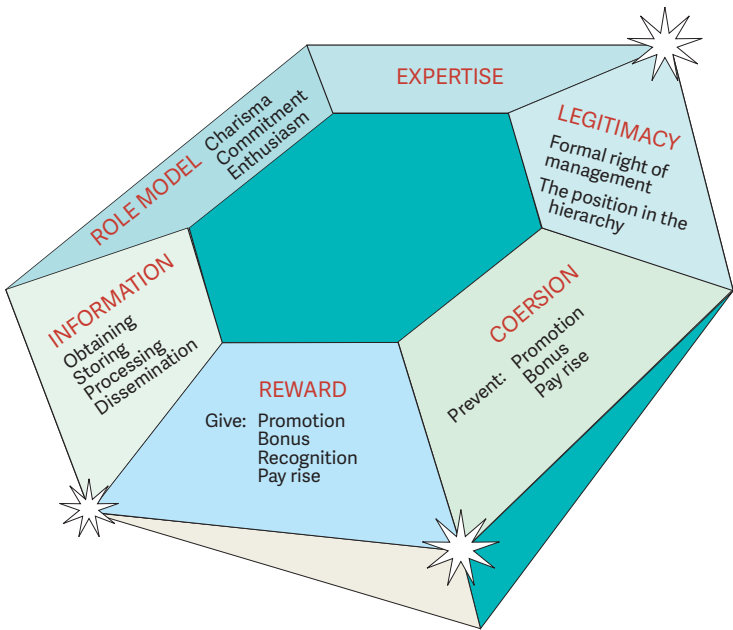 EXPERTISE
LEGITIMACY
Formal right of
management
The position in the
hierarchy
ROLE MODEL
Charisma
Commitment
Enthusiasm
INFORMATION
Obtaining
Storing
Processing
Dissemination
COERSION
Prevent: Promotion
Bonus
Pay rise
REWARD
Give: Promotion
Bonus
Recognition
Pay rise